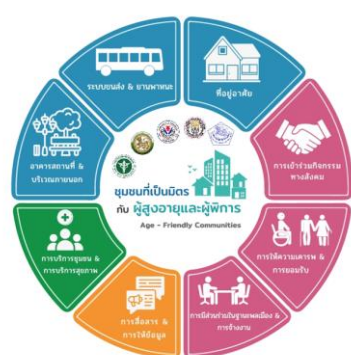 ระบบขนส่ง & ยานพาหนะ
ที่อยู่อาศัย
การเข้าร่วมกิจกรรม
ทางสังคม
การให้ความเคารพ &
การยอมรับ
การมีส่วนร่วมในฐานะพลเมือง &
การจ้างงาน
การสื่อสาร &
การให้ข้อมูล
การบริการชุมชน &
การบริการสุขภาพ
อาคารสถานที่ &
บริเวณภายนอก
ชุมชนที่เป็นมิตร
กับ ผู้สูงอายุและผู้พิการ
Age - Friendly Communities